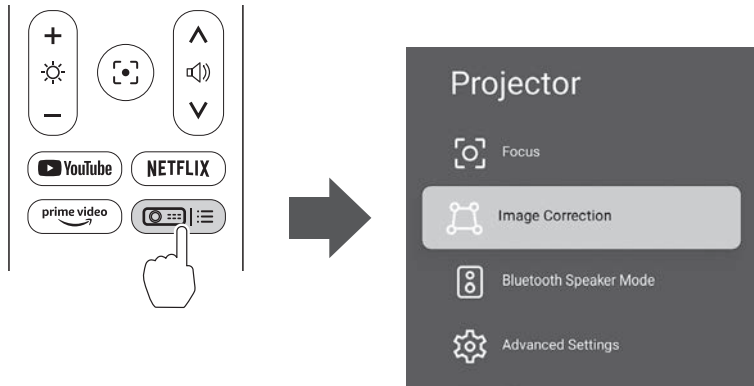 YouTube
NETFLIX
prime video
Projector
Focus
Image Correction
Bluetooth Speaker Mode
Advanced Settings